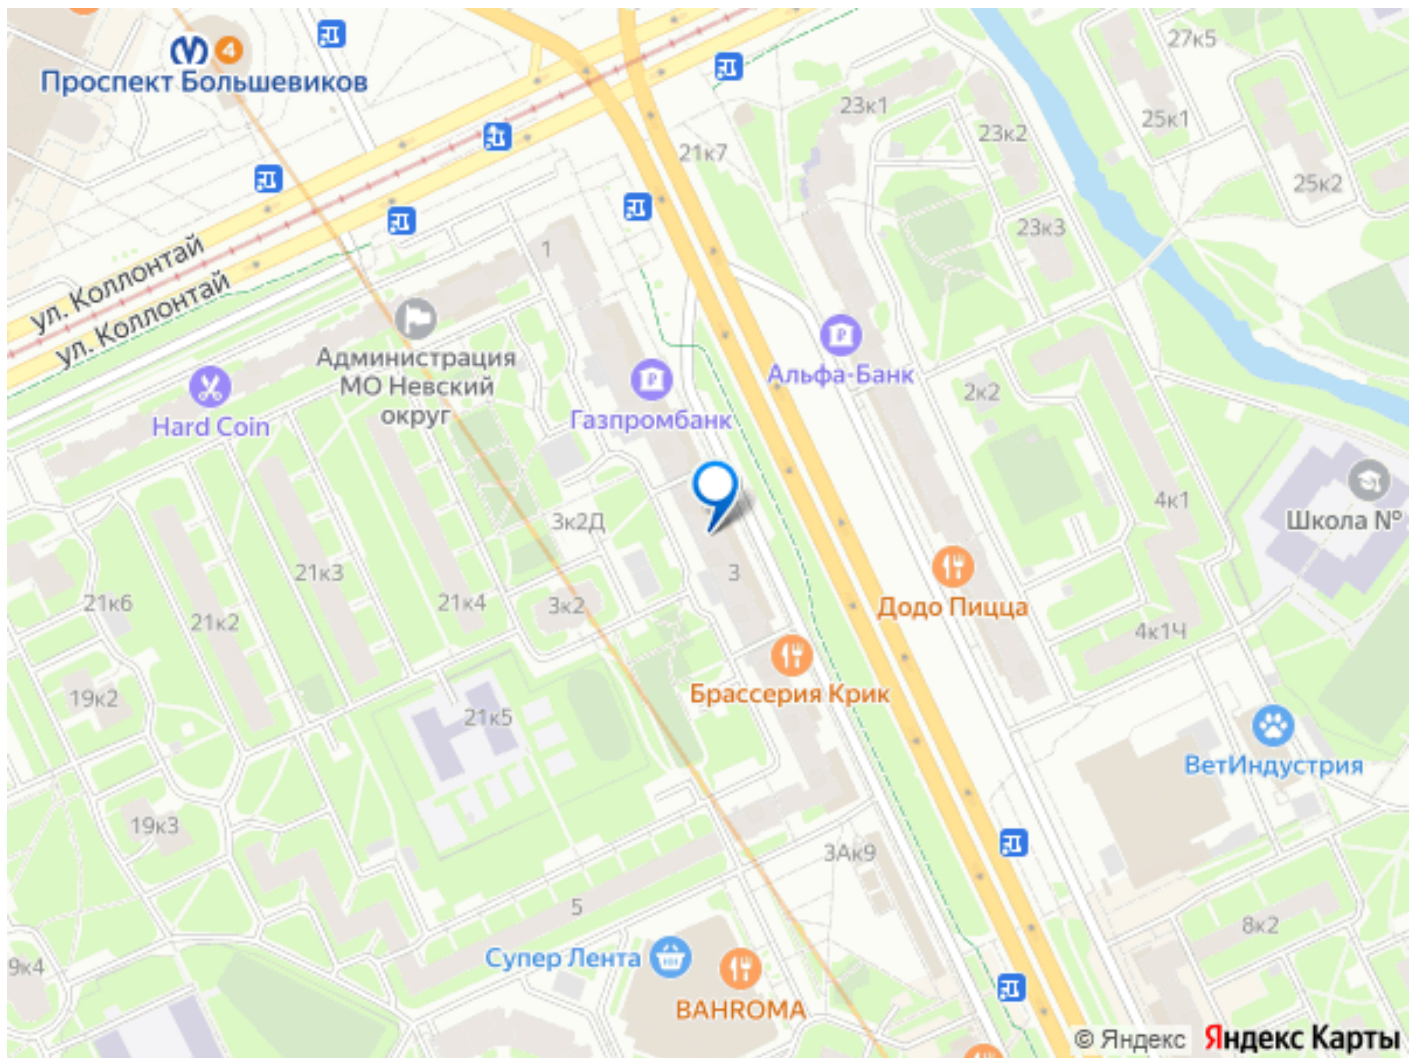 4
Проспект Большевиков
27к5
23к1
25к1
23к2
21к7
25к2
23к3
1
ул. Коллонтай
ул. Коллонтай
Администрация
МО Невский
округ
Альфа-Банк
2к2
Hard Coin
Газпромбанк
4к1
Школа №
3к2Д
21к3
3
21к6
21к4
3к2
Додо Пицца
21к2
4к1Ч
19к2
Брассерия Крик
21к5
ВетИндустрия
19к3
3Ак9
5
8к2
9к4
Супер Лента
BAHROMA
© Яндекс Яндекс Карты